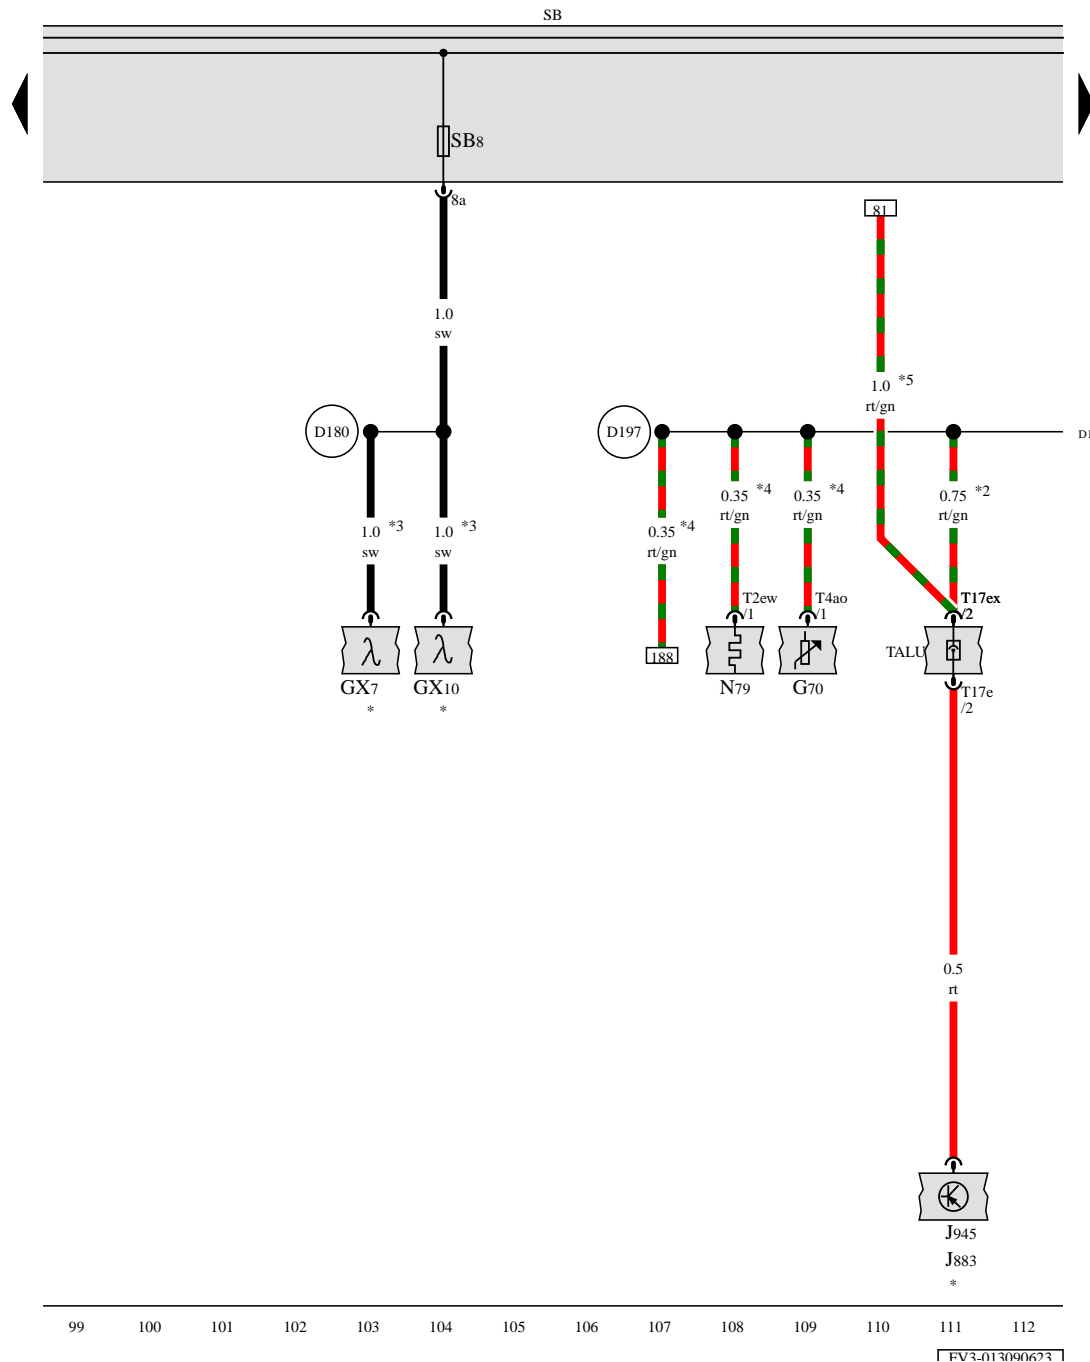 SB
SB8
8a
81
1.0
sw
1.0 *5
rt/gn
D180
D197
1.0 *3
sw
1.0 *3
sw
0.35 *4
rt/gn
0.35 *4
rt/gn
0.35 *4
rt/gn
0.75 *2
rt/gn
T2ew
/1
T4ao
/1
T17ex
/2
188
TALU
GX7
*
GX10
*
N79
G70
T17e
/2
0.5
rt
J945
J883
*
99 100 101 102 103 104 105 106 107 108 109 110 111 112
EV3-013090623